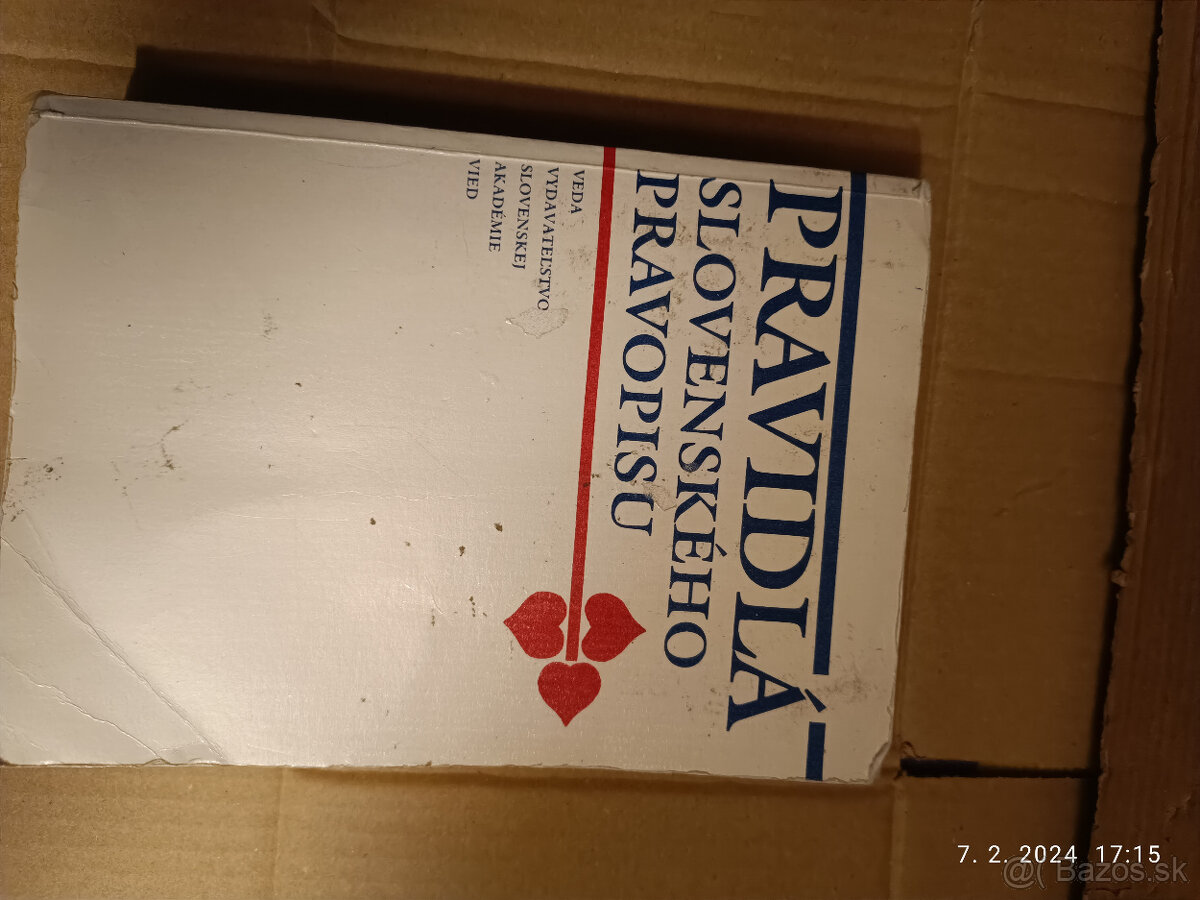 PRAVIDLÁ
SLOVENSKÉHO
PRAVOPISU
VEDA
VYDAVATEĽSTVO
SLOVENSKEJ
AKADÉMIE
VIED
7. 2. 2024 17:15
@( Bazos.sk